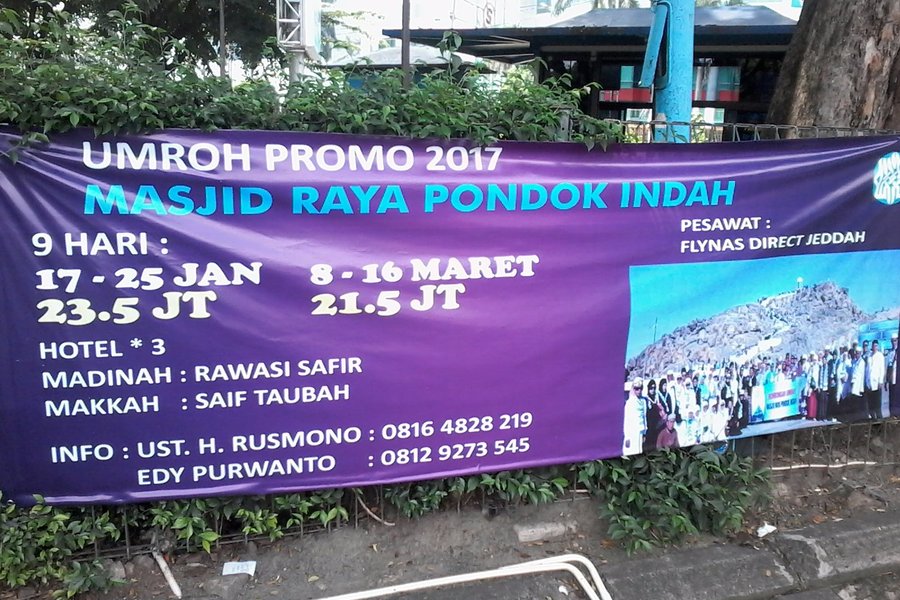 UMROH PROMO 2017
MASJID RAYA PONDOK INDAH
PESAWAT :
FLYNAS DIRECT JEDDAH
9 HARI :
17 - 25 JAN 8 - 16 MARET
23.5 JT 21.5 JT
HOTEL * 3
MADINAH : RAWASI SAFIR
MAKKAH : SAIF TAUBAH
INFO : UST. H. RUSMONO : 0816 4828 219
EDY PURWANTO : 0812 9273 545